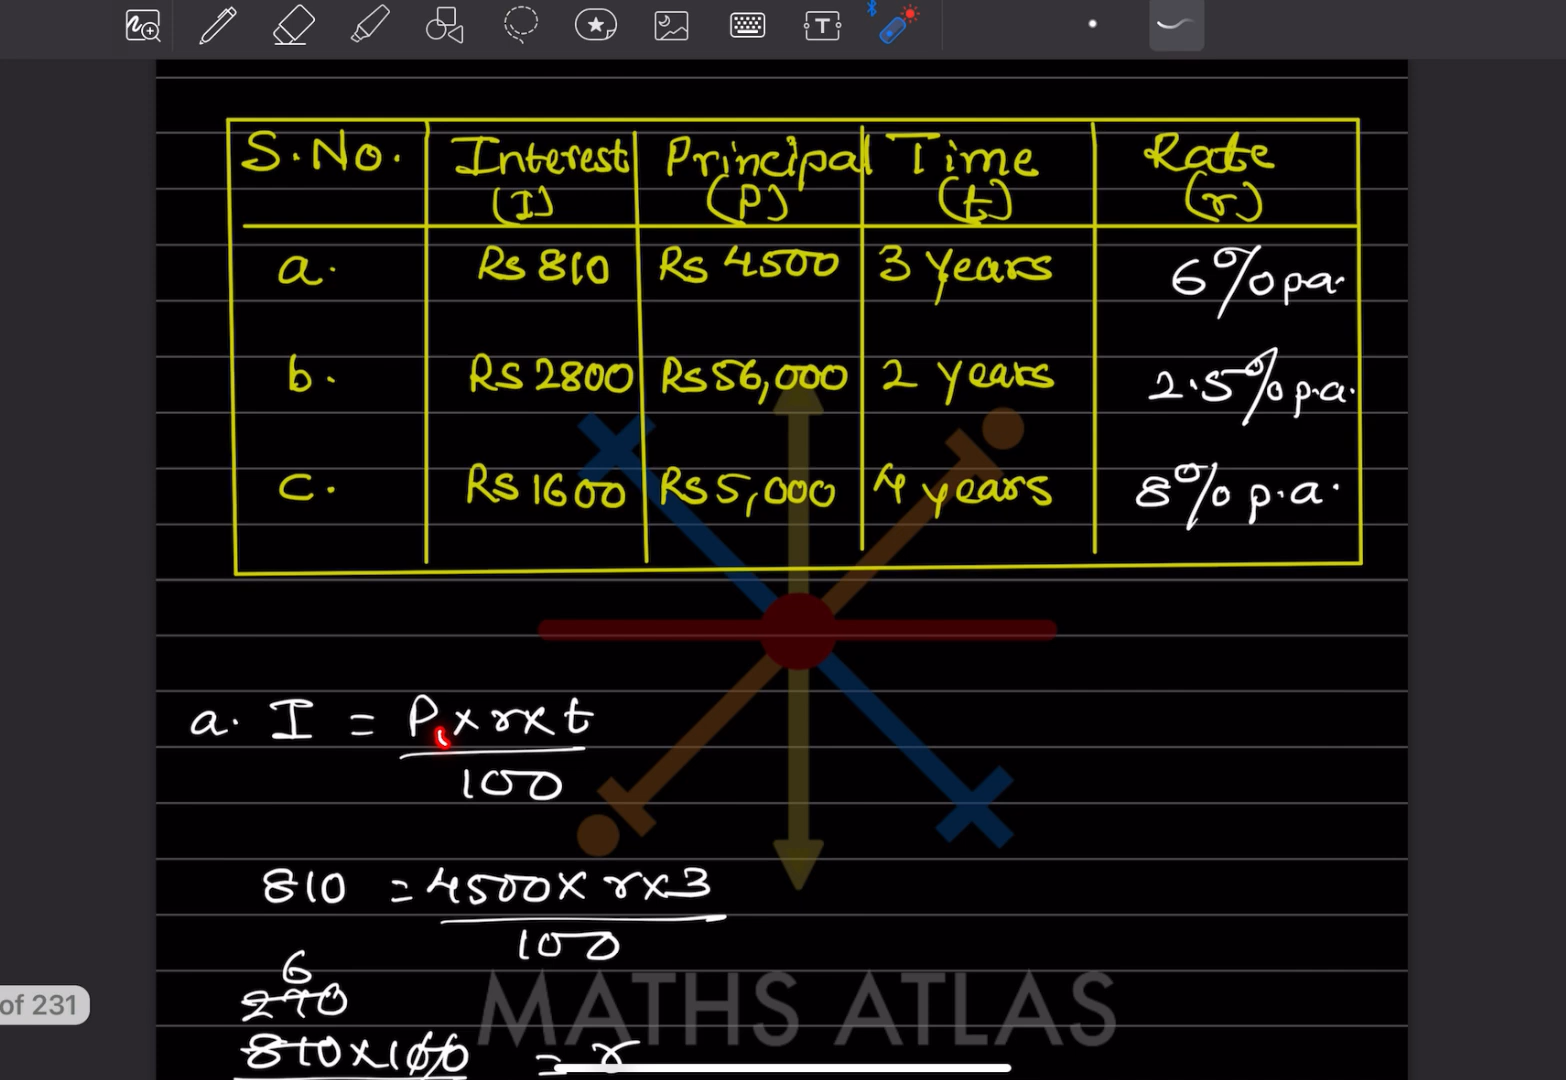 S.No. Interest Principal Time Rate
(I) (P) (t) (r)
a. Rs 810 Rs 4500 3 Years 6% pa.
b. Rs 2800 Rs 56,000 2 years 2.5% p.a.
c. Rs 1600 Rs 5,000 4 years 8% p.a.
a. I = P x r x t
100
810 = 4500 x r x 3
100
6
270
of 231
MATHS ATLAS
810 x 100 = r